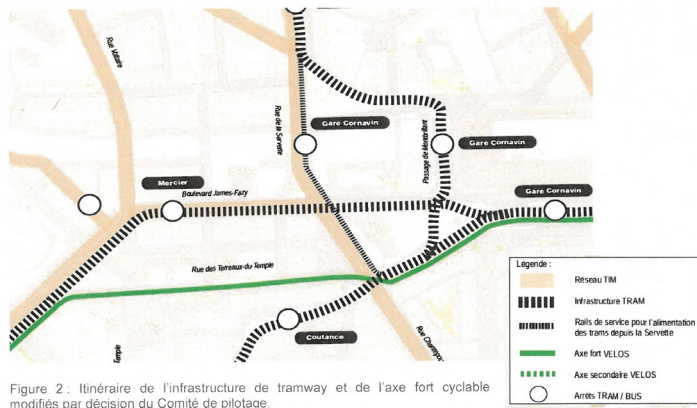 Rue Voltaire
Rue de la Servette
Gare Cornavin
Passage de Montbrillant
Gare Cornavin
Gare Cornavin
Mercier
Boulevard James-Fazy
Rue des Terreaux-du-Temple
Coutance
Temple
Légende :
Réseau TIM
Infrastructure TRAM
Rails de service pour l'alimentation
des trams depuis la Servette
Axe fort VELOS
Axe secondaire VELOS
Arrêts TRAM / BUS
Figure 2 : Itinéraire de l'infrastructure de tramway et de l'axe fort cyclable
modifiés par décision du Comité de pilotage.